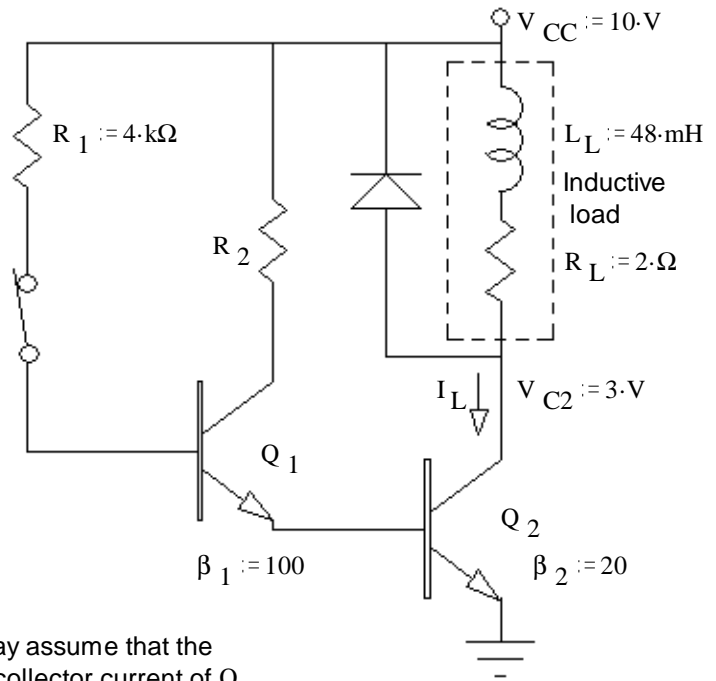 V CC := 10·V
R 1 := 4·kΩ
L L := 48·mH
Inductive
load
R 2
R L := 2·Ω
I L
V C2 := 3·V
Q 1
Q 2
β 1 := 100
β 2 := 20
ay assume that the
collector current of Q